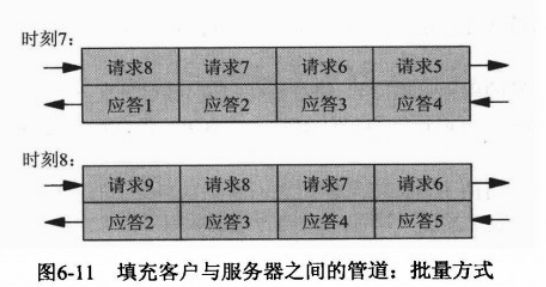 时刻7：
请求8 请求7 请求6 请求5
应答1 应答2 应答3 应答4
时刻8：
请求9 请求8 请求7 请求6
应答2 应答3 应答4 应答5
图6-11 填充客户与服务器之间的管道：批量方式